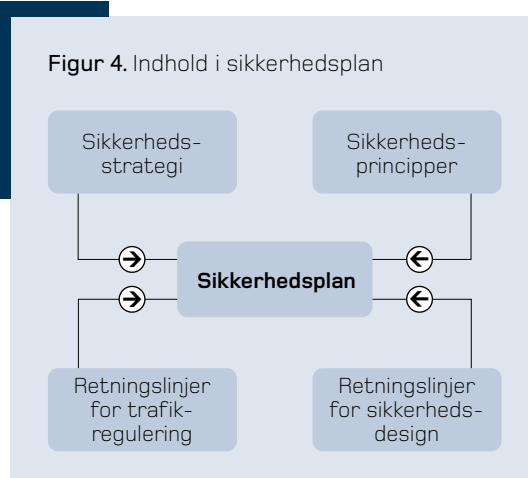 Figur 4. Indhold i sikkerhedsplan
Sikkerheds-
strategi
Sikkerheds-
principper
Sikkerhedsplan
Retningslinjer
for trafik-
regulering
Retningslinjer
for sikkerheds-
design